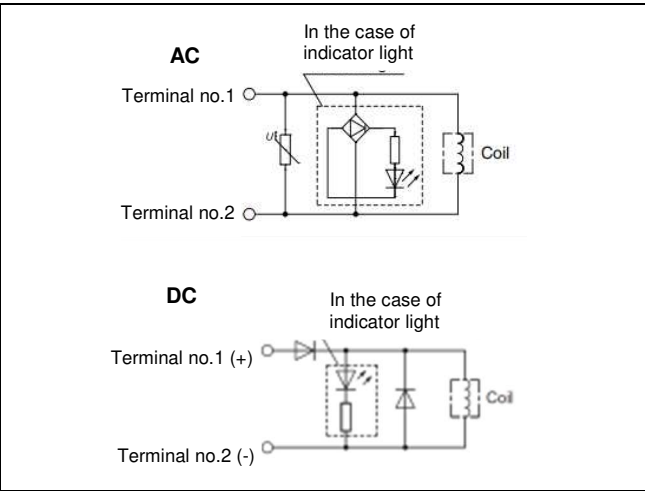 AC
In the case of
indicator light
Terminal no.1
U
Coil
Terminal no.2
DC
In the case of
indicator light
Terminal no.1 (+)
Coil
Terminal no.2 (-)